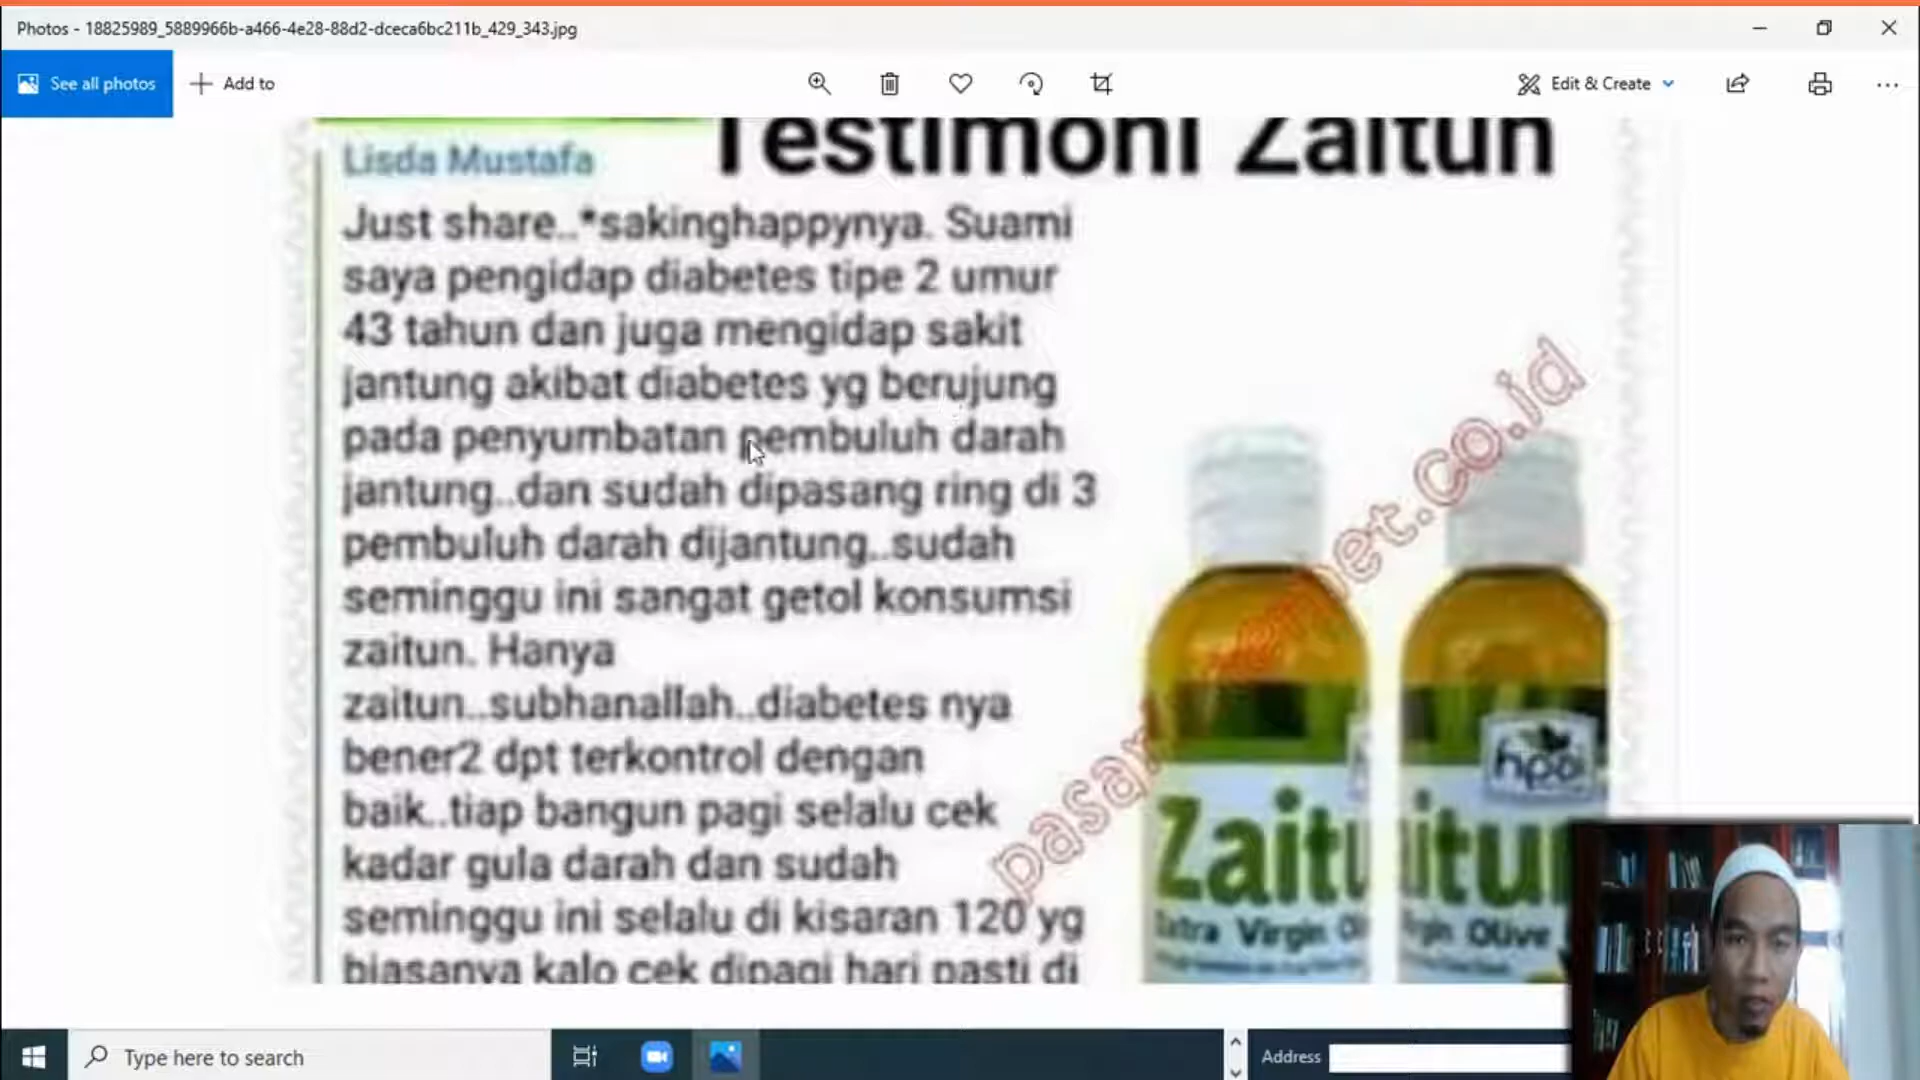 Photos - 18825989_5889966b-a466-4e28-88d2-dceca6bc211b_429_343.jpg
See all photos
Add to
Edit & Create
Testimoni Zaitun
Lisda Mustafa
Just share..*sakinghappynya. Suami
saya pengidap diabetes tipe 2 umur
43 tahun dan juga mengidap sakit
jantung akibat diabetes yg berujung
pada penyumbatan pembuluh darah
jantung..dan sudah dipasang ring di 3
pembuluh darah dijantung..sudah
seminggu ini sangat getol konsumsi
zaitun. Hanya
zaitun..subhanallah..diabetes nya
bener2 dpt terkontrol dengan
baik..tiap bangun pagi selalu cek
kadar gula darah dan sudah
seminggu ini selalu di kisaran 120 yg
biasanya kalo cek dipagi hari pasti di
hpai
Zaitu
itun
Extra Virgin Ol
Virgin Olive
Type here to search
Address